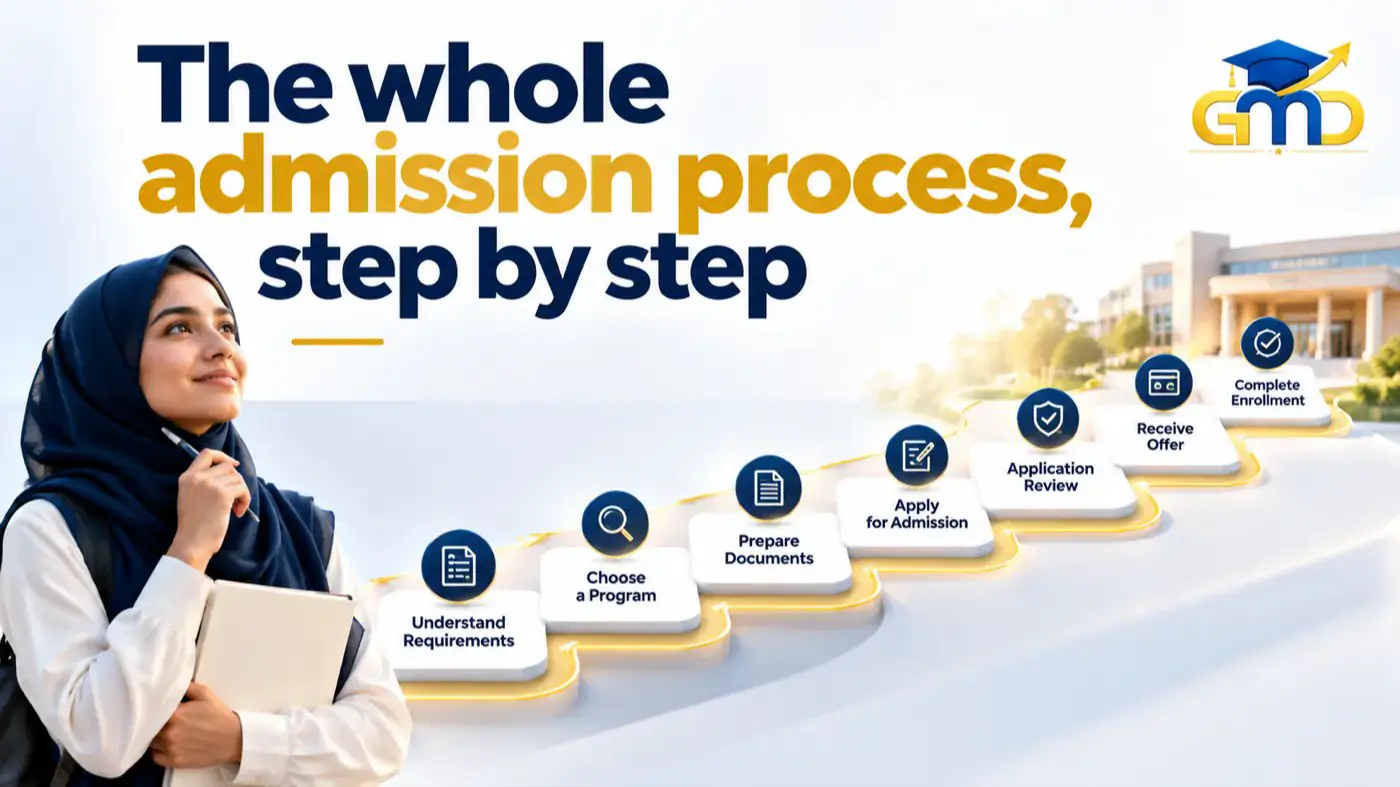 The whole
admission process,
step by step
GMD
Understand
Requirements
Choose
a Program
Prepare
Documents
Apply
for Admission
Application
Review
Receive
Offer
Complete
Enrollment